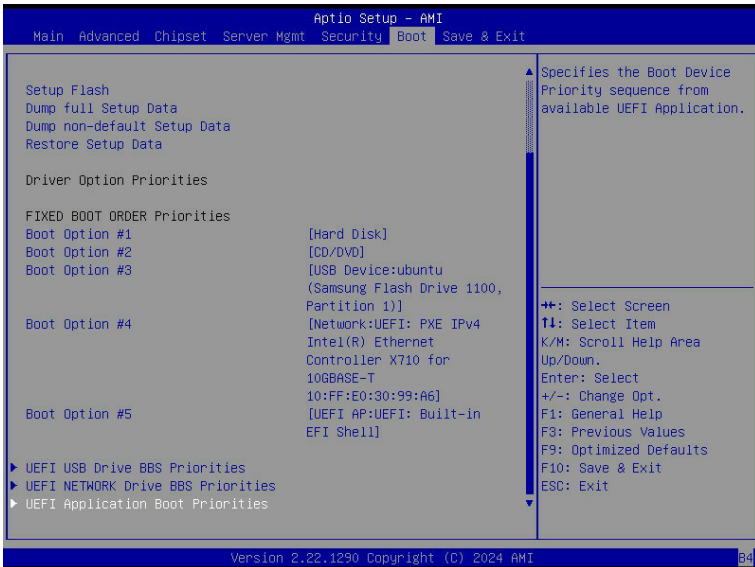 Aptio Setup – AMI
Main Advanced Chipset Server Mgmt Security Boot Save & Exit
Setup Flash
Dump full Setup Data
Dump non-default Setup Data
Restore Setup Data
Driver Option Priorities
FIXED BOOT ORDER Priorities
Boot Option #1 [Hard Disk]
Boot Option #2 [CD/DVD]
Boot Option #3 [USB Device:ubuntu
(Samsung Flash Drive 1100,
Partition 1)]
Boot Option #4 [Network:UEFI: PXE IPv4
Intel(R) Ethernet
Controller X710 for
10GBASE-T
10:FF:E0:30:99:A6]
Boot Option #5 [UEFI AP:UEFI: Built-in
EFI Shell]
UEFI USB Drive BBS Priorities
UEFI NETWORK Drive BBS Priorities
UEFI Application Boot Priorities
Specifies the Boot Device
Priority sequence from
available UEFI Application.
→←: Select Screen
↑↓: Select Item
K/M: Scroll Help Area
Up/Down.
Enter: Select
+/-: Change Opt.
F1: General Help
F3: Previous Values
F9: Optimized Defaults
F10: Save & Exit
ESC: Exit
Version 2.22.1290 Copyright (C) 2024 AMI
B4